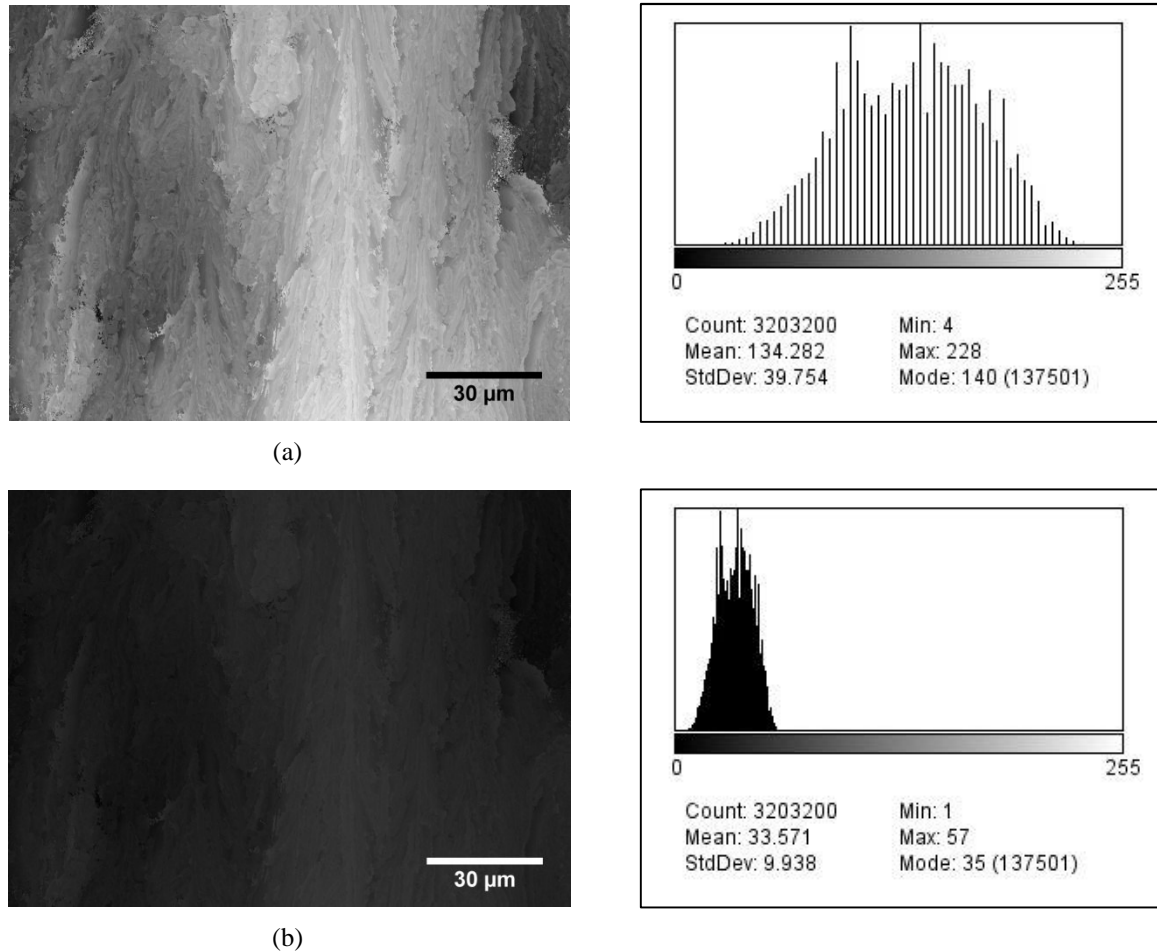 30 µm
0 255
Count: 3203200 Min: 4
Mean: 134.282 Max: 228
StdDev: 39.754 Mode: 140 (137501)
(a)
30 µm
0 255
Count: 3203200 Min: 1
Mean: 33.571 Max: 57
StdDev: 9.938 Mode: 35 (137501)
(b)